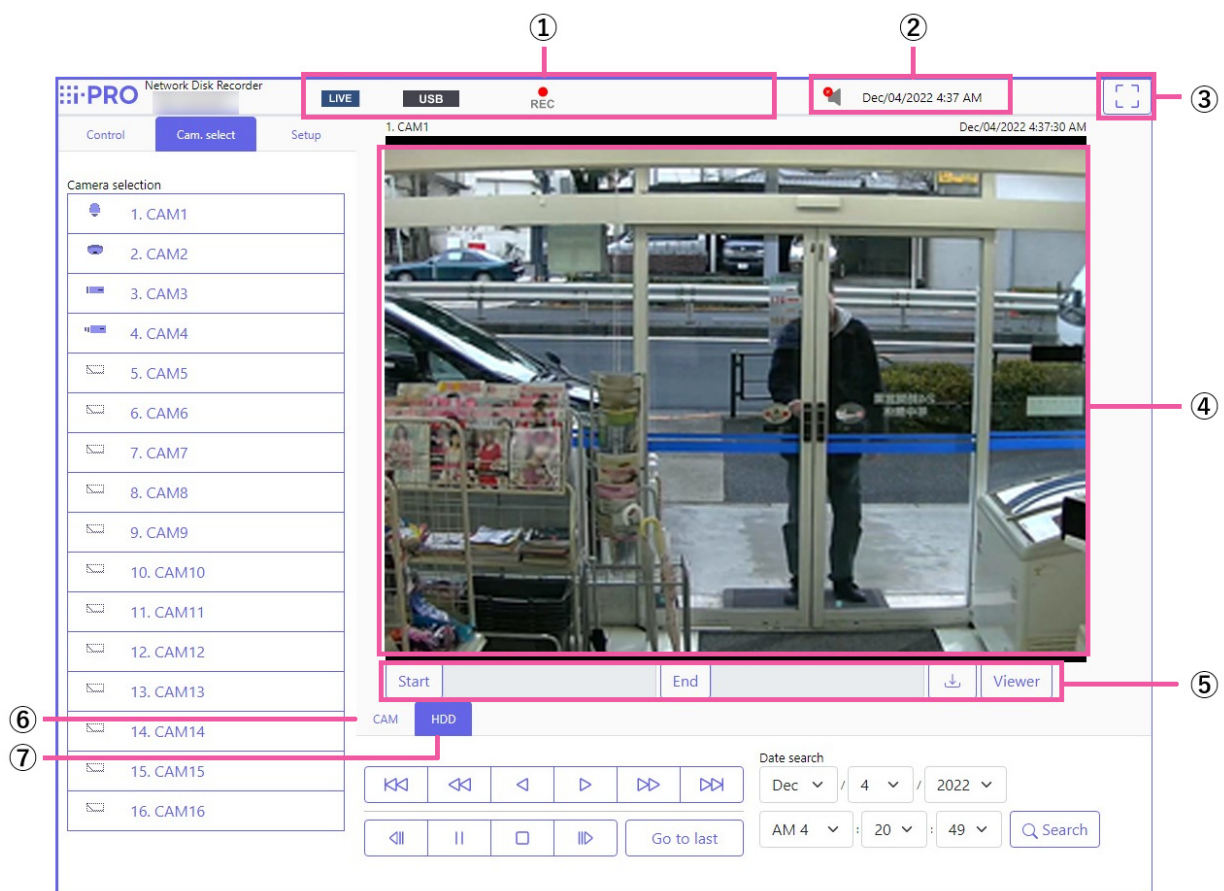 ① ②
i-PRO Network Disk Recorder LIVE USB REC Dec/04/2022 4:37 AM ③
Control Cam. select Setup
1. CAM1 Dec/04/2022 4:37:30 AM
Camera selection
1. CAM1
2. CAM2
3. CAM3
4. CAM4
5. CAM5
6. CAM6
7. CAM7
8. CAM8
9. CAM9
10. CAM10
11. CAM11
12. CAM12
13. CAM13
14. CAM14
15. CAM15
16. CAM16
④
Start End Viewer ⑤
⑥ CAM HDD
⑦
Go to last
Date search
Dec / 4 / 2022
AM 4 : 20 : 49 Search